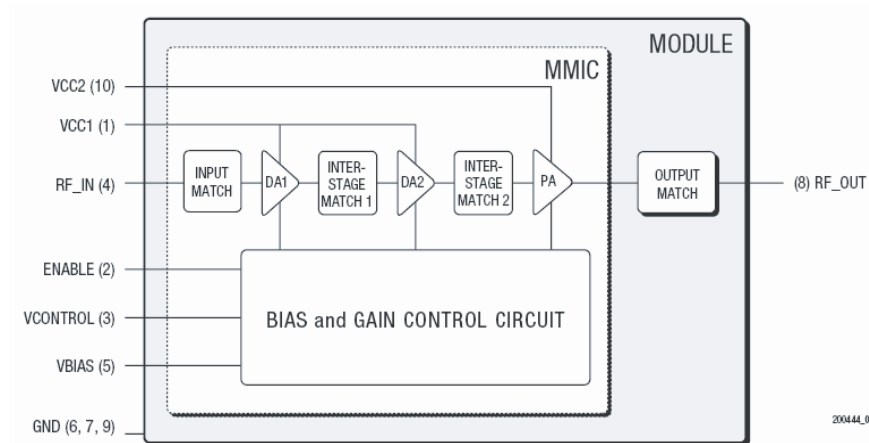 MODULE
MMIC
VCC2 (10)
VCC1 (1)
RF_IN (4)
INPUT
MATCH
DA1
INTER-
STAGE
MATCH 1
DA2
INTER-
STAGE
MATCH 2
PA
OUTPUT
MATCH
(8) RF_OUT
ENABLE (2)
VCONTROL (3)
BIAS and GAIN CONTROL CIRCUIT
VBIAS (5)
GND (6, 7, 9)
200444_0